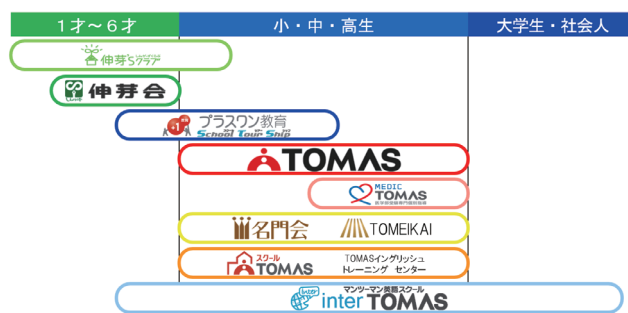 1才～6才
小・中・高生
大学生・社会人
伸芽'Sクラブ
伸芽会
プラスワン教育
+1
School Tour Ship
TOMAS
MEDIC
TOMAS
名門会
TOMEIKAI
スクール
TOMAS
TOMASイングリッシュ
トレーニング センター
マンツーマン英語スクール
inter
inter TOMAS